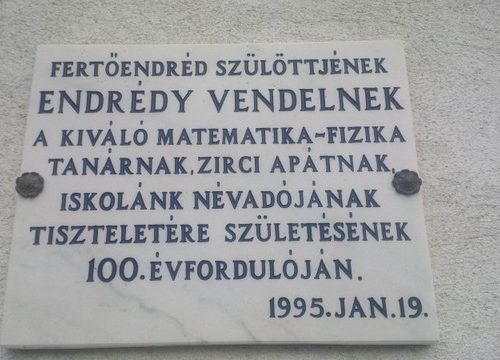 FERTŐENDRÉD SZÜLÖTTJÉNEK
ENDRÉDY VENDELNEK
A KIVÁLÓ MATEMATIKA-FIZIKA
TANÁRNAK, ZIRCI APÁTNAK,
ISKOLÁNK NÉVADÓJÁNAK
TISZTELETÉRE SZÜLETÉSÉNEK
100. ÉVFORDULÓJÁN.
1995. JAN. 19.